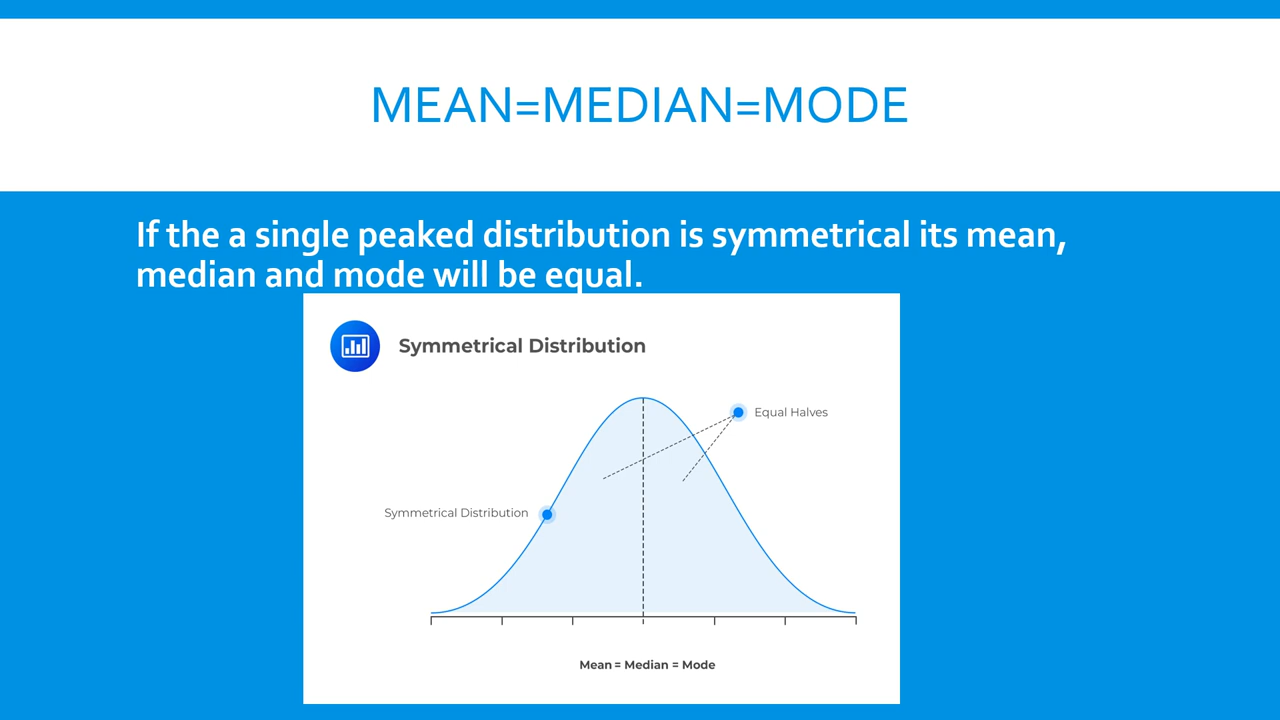 MEAN=MEDIAN=MODE
If the a single peaked distribution is symmetrical its mean,
median and mode will be equal.
Symmetrical Distribution
Equal Halves
Symmetrical Distribution
Mean = Median = Mode